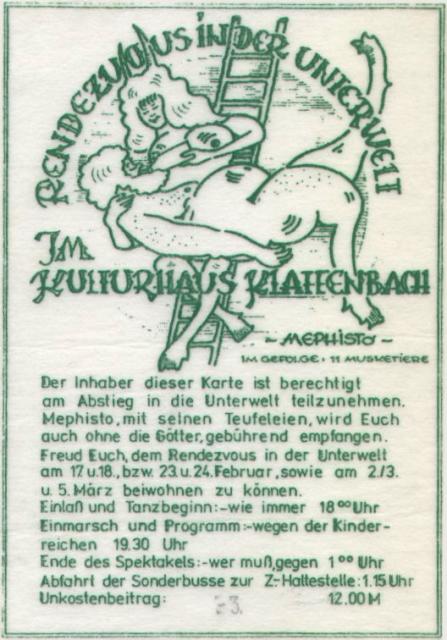 RENDEZVOUS IN DER UNTERWELT
IM
KULTURHAUS KLAFFENBACH
~ MEPHISTO ~
IM GEFOLGE: 11 MUSKETIERE
Der Inhaber dieser Karte ist berechtigt
am Abstieg in die Unterwelt teilzunehmen.
Mephisto, mit seinen Teufeleien, wird Euch
auch ohne die Götter, gebührend empfangen.
Freud Euch, dem Rendezvous in der Unterwelt
am 17.u.18., bzw. 23.u.24. Februar, sowie am 2./3.
u. 5. März beiwohnen zu können.
Einlaß und Tanzbeginn:-wie immer 18⁰⁰ Uhr
Einmarsch und Programm:-wegen der Kinder-
reichen 19.30 Uhr
Ende des Spektakels:-wer muß, gegen 1⁰⁰ Uhr
Abfahrt der Sonderbusse zur Z.-Haltestelle: 1.15 Uhr
Unkostenbeitrag: 12.00 M